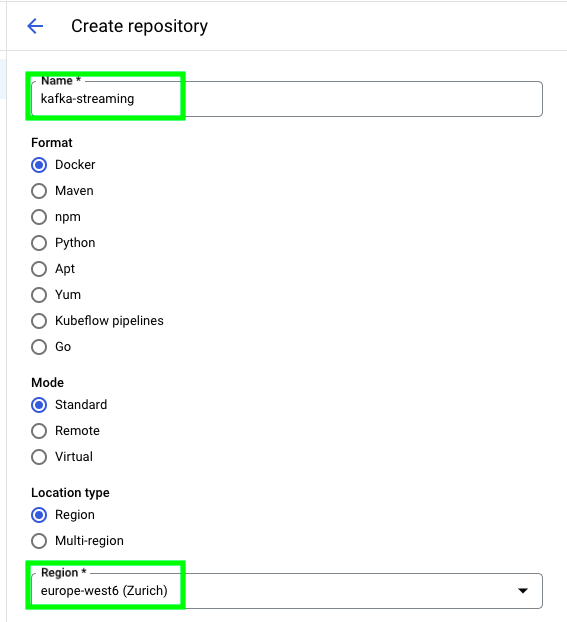 Create repository
Name *
kafka-streaming
Format
Docker
Maven
npm
Python
Apt
Yum
Kubeflow pipelines
Go
Mode
Standard
Remote
Virtual
Location type
Region
Multi-region
Region *
europe-west6 (Zurich)